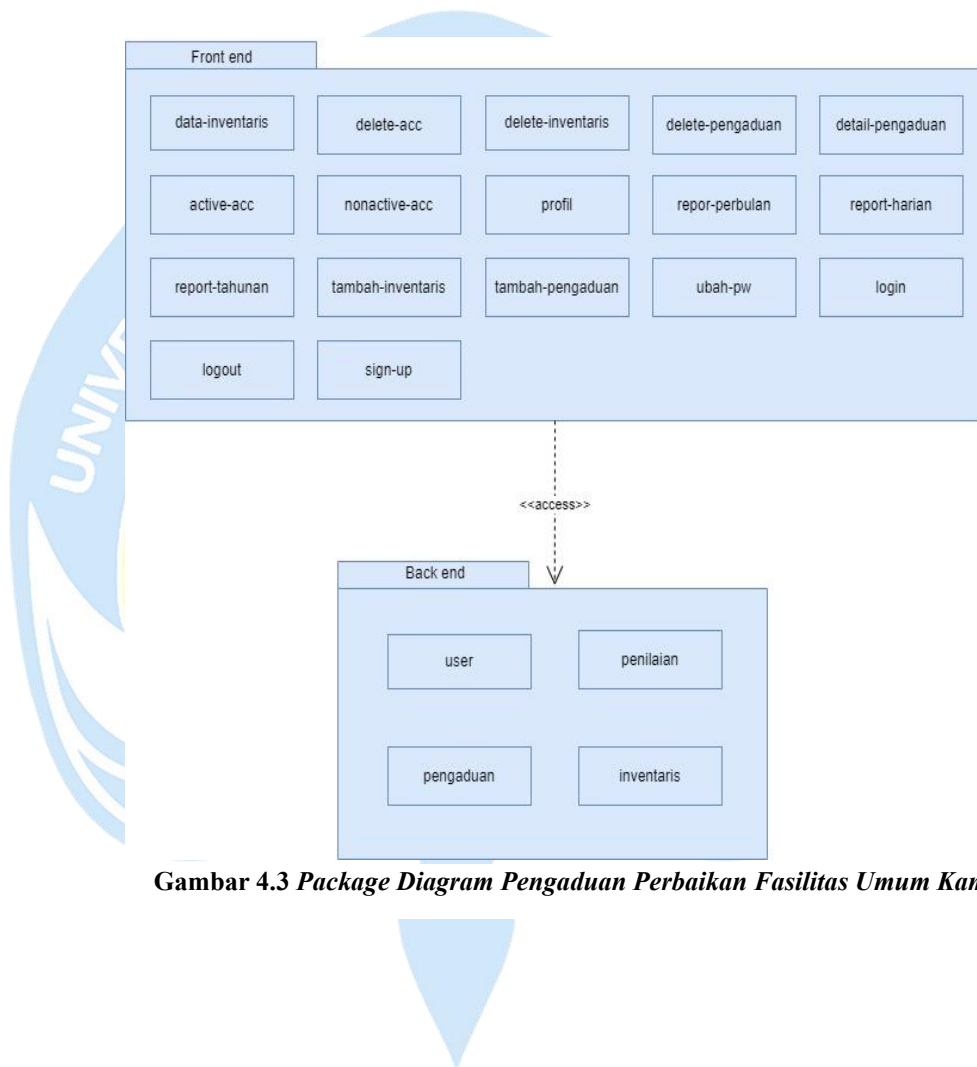 Front end
data-inventaris
delete-acc
delete-inventaris
delete-pengaduan
detail-pengaduan
active-acc
nonactive-acc
profil
repor-perbulan
report-harian
report-tahunan
tambah-inventaris
tambah-pengaduan
ubah-pw
login
logout
sign-up
<<access>>
Back end
user
penilaian
pengaduan
inventaris
Gambar 4.3 Package Diagram Pengaduan Perbaikan Fasilitas Umum